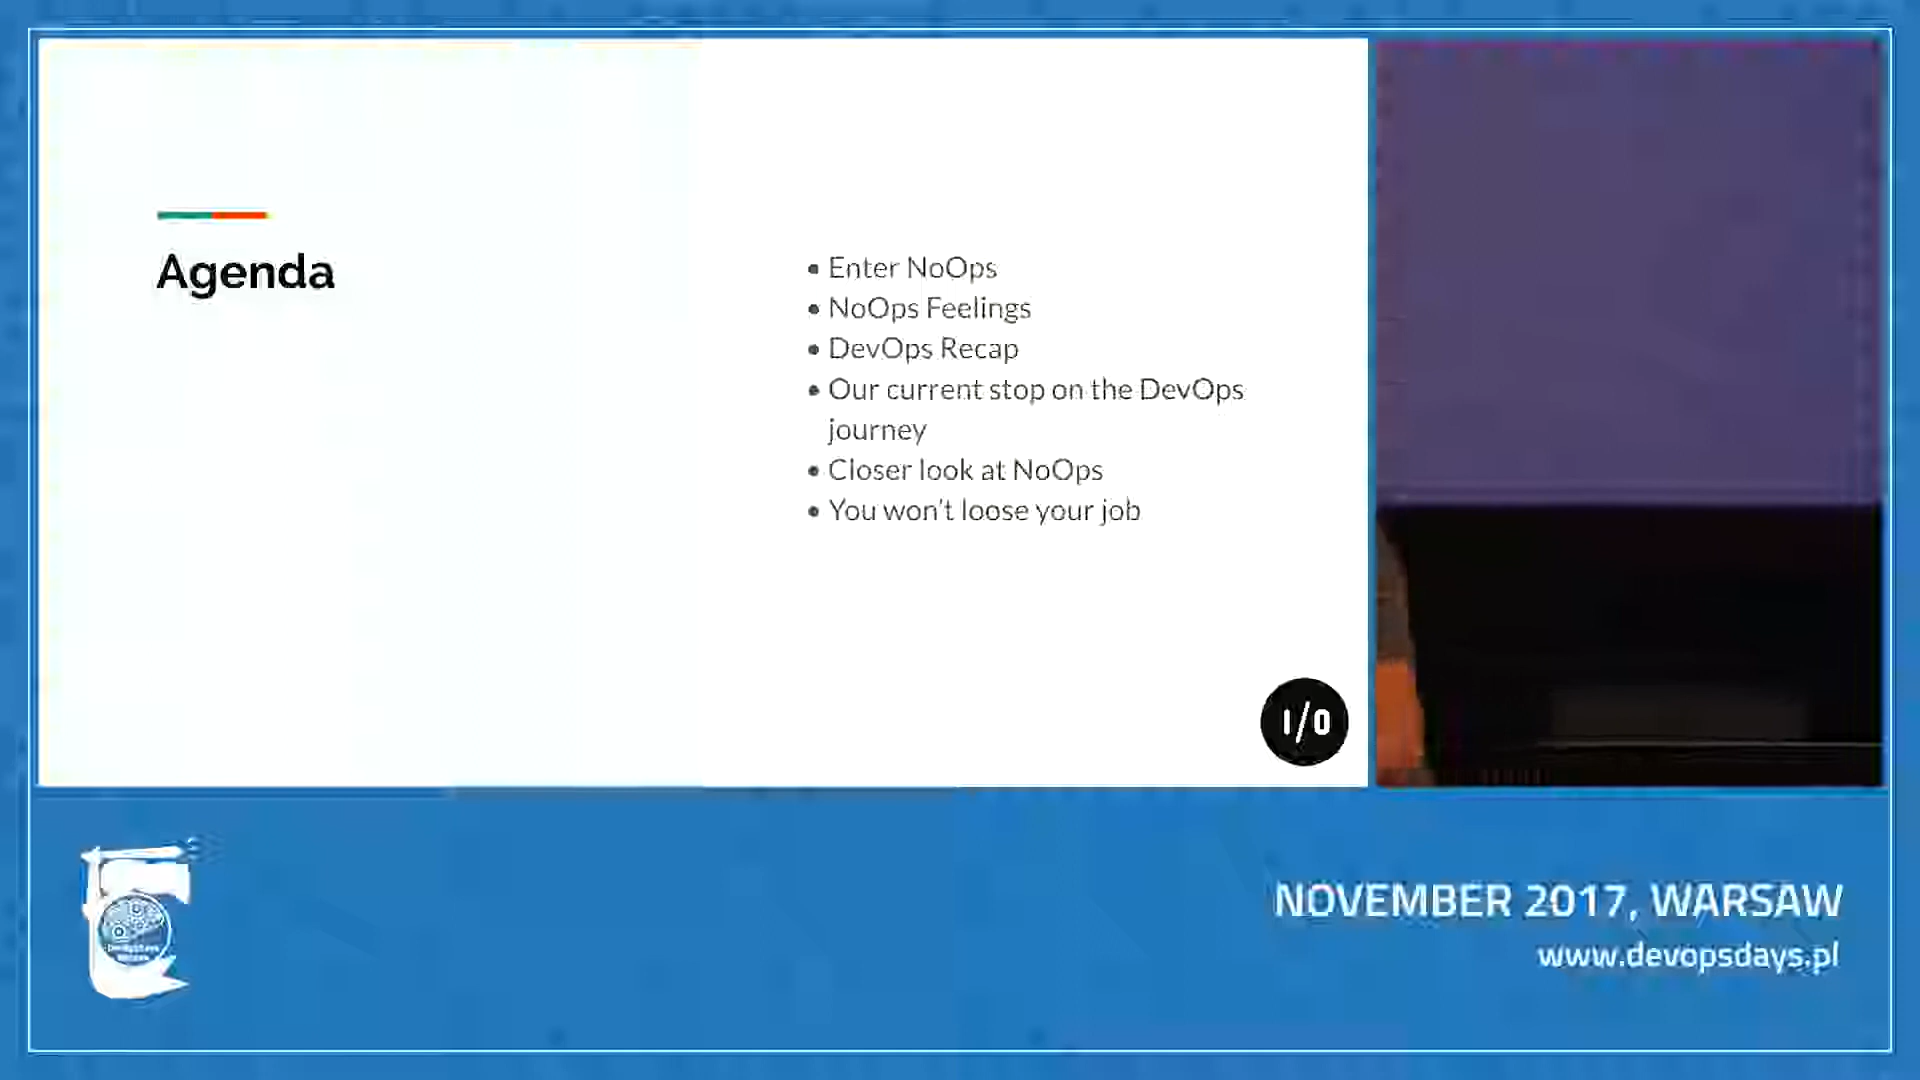 Agenda
• Enter NoOps
• NoOps Feelings
• DevOps Recap
• Our current stop on the DevOps
journey
• Closer look at NoOps
• You won't loose your job
I/O
NOVEMBER 2017, WARSAW
www.devopsdays.pl